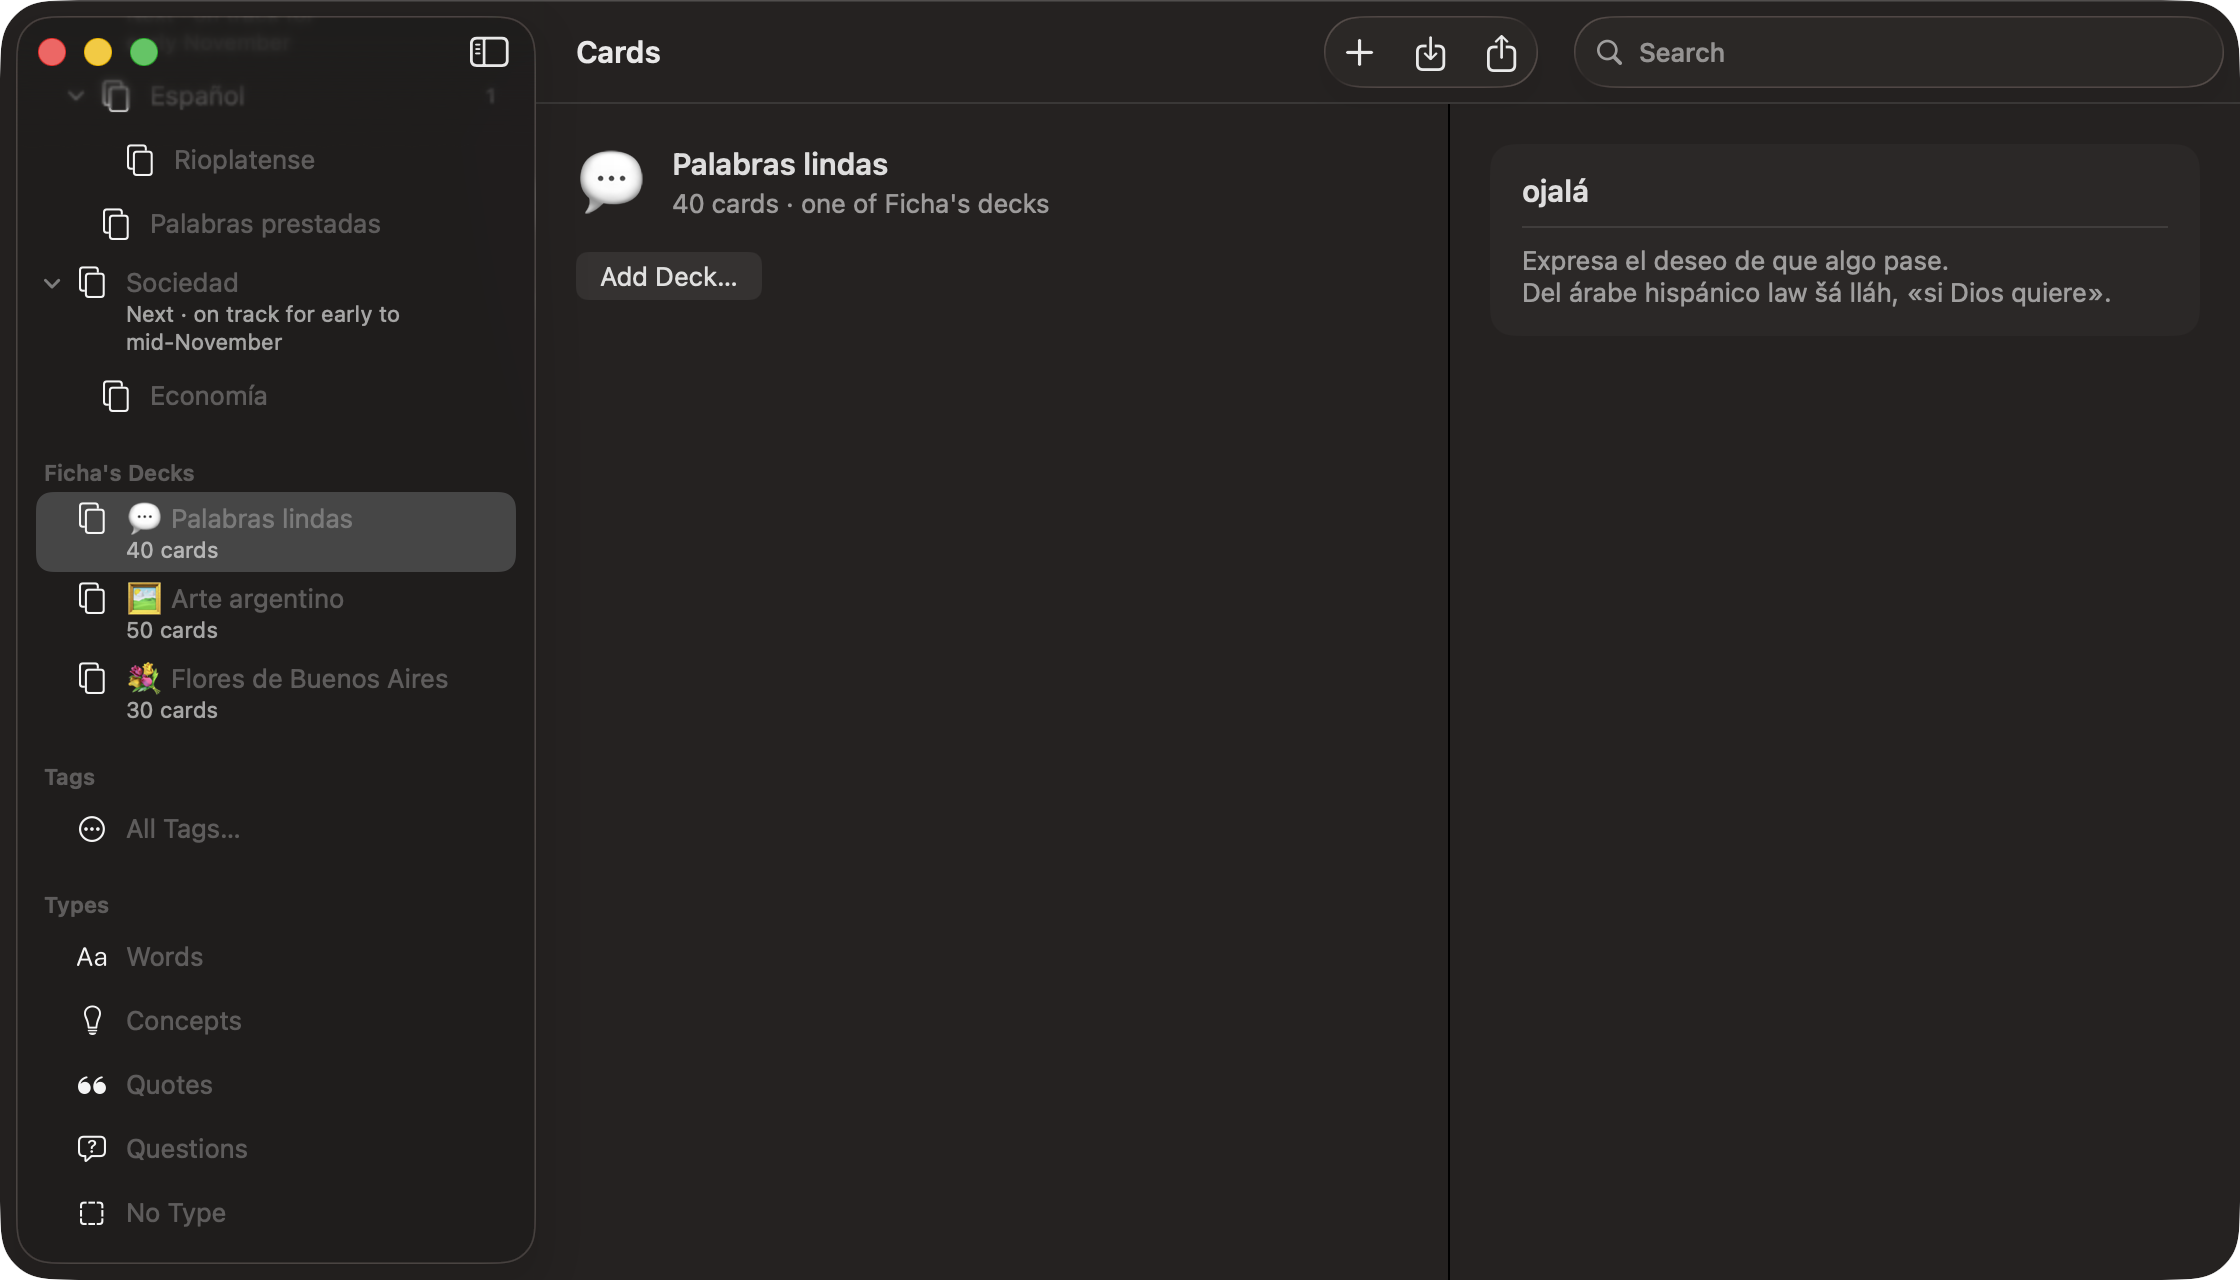 Español
1
Rioplatense
Palabras prestadas
Sociedad
Next · on track for early to
mid-November
Economía
Ficha's Decks
Palabras lindas
40 cards
Arte argentino
50 cards
Flores de Buenos Aires
30 cards
Tags
All Tags...
Types
Aa Words
Concepts
Quotes
Questions
No Type
Cards
Search
Palabras lindas
40 cards · one of Ficha's decks
Add Deck...
ojalá
Expresa el deseo de que algo pase.
Del árabe hispánico law šá lláh, «si Dios quiere».